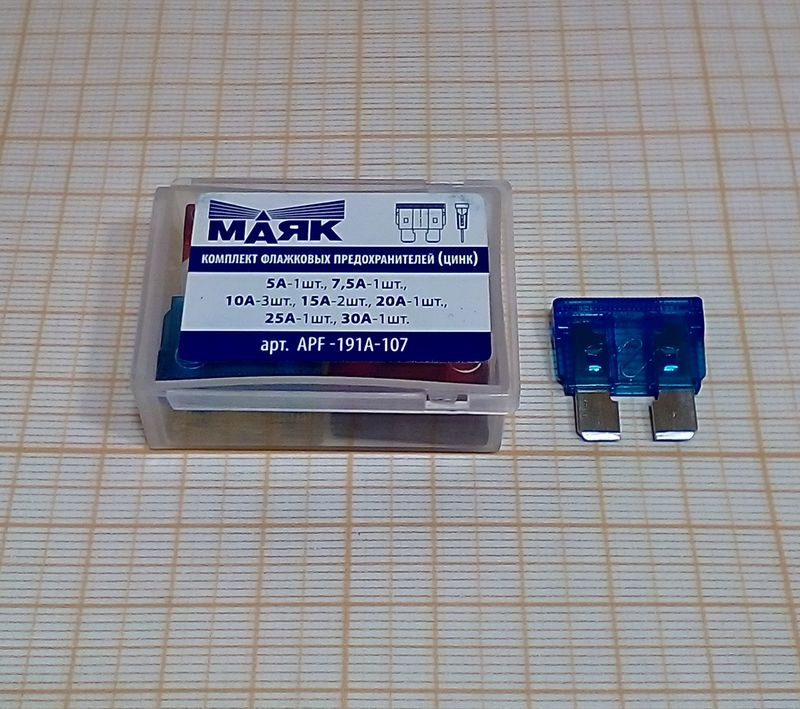 МАЯК
КОМПЛЕКТ ФЛАЖКОВЫХ ПРЕДОХРАНИТЕЛЕЙ (ЦИНК)
5А-1шт., 7,5А-1шт.,
10А-3шт., 15А-2шт., 20А-1шт.,
25А-1шт., 30А-1шт.
арт. APF -191A-107